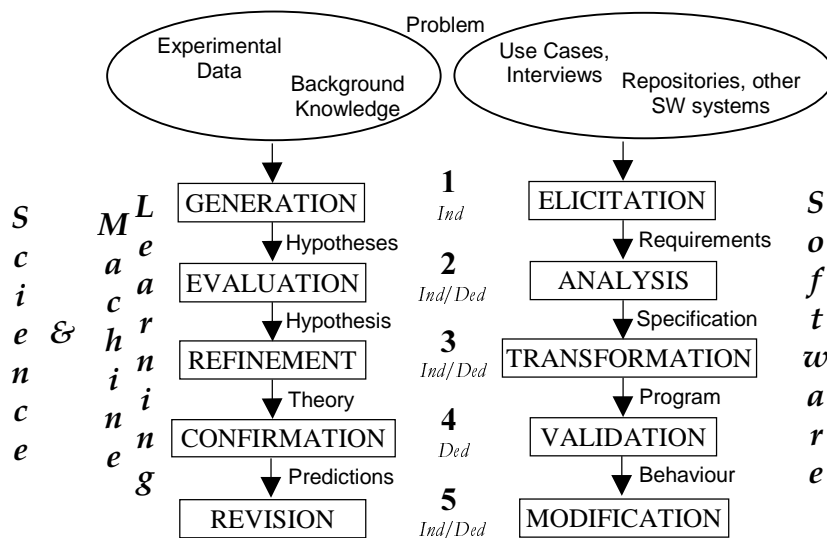 Problem
Experimental
Data
Background
Knowledge
Use Cases,
Interviews
Repositories, other
SW systems
Science
&
Machine
Learning
Software
GENERATION
1
Ind
ELICITATION
Hypotheses
Requirements
EVALUATION
2
Ind/Ded
ANALYSIS
Hypothesis
Specification
REFINEMENT
3
Ind/Ded
TRANSFORMATION
Theory
Program
CONFIRMATION
4
Ded
VALIDATION
Predictions
Behaviour
REVISION
5
Ind/Ded
MODIFICATION